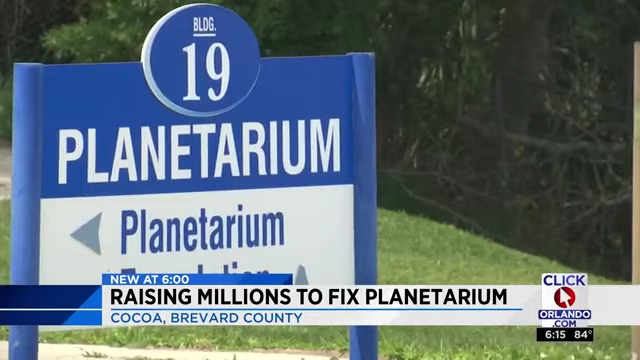 BLDG.
19
PLANETARIUM
Planetarium
NEW AT 6:00
RAISING MILLIONS TO FIX PLANETARIUM
COCOA, BREVARD COUNTY
CLICK
ORLANDO
.COM
6:15 84°